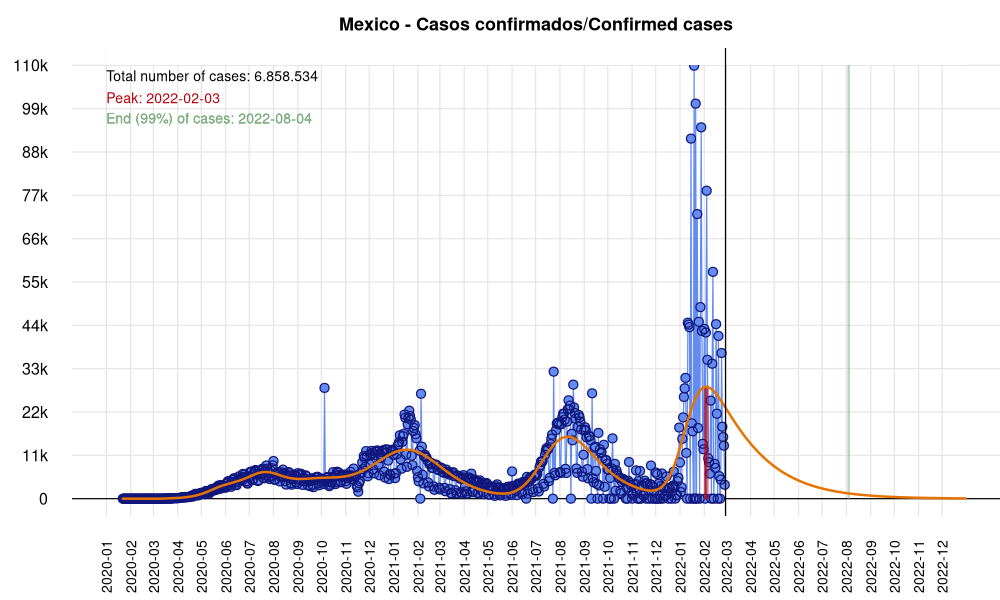 Mexico - Casos confirmados/Confirmed cases
Total number of cases: 6.858.534
Peak: 2022-02-03
End (99%) of cases: 2022-08-04
110k
99k
88k
77k
66k
55k
44k
33k
22k
11k
0
2020-01
2020-02
2020-03
2020-04
2020-05
2020-06
2020-07
2020-08
2020-09
2020-10
2020-11
2020-12
2021-01
2021-02
2021-03
2021-04
2021-05
2021-06
2021-07
2021-08
2021-09
2021-10
2021-11
2021-12
2022-01
2022-02
2022-03
2022-04
2022-05
2022-06
2022-07
2022-08
2022-09
2022-10
2022-11
2022-12